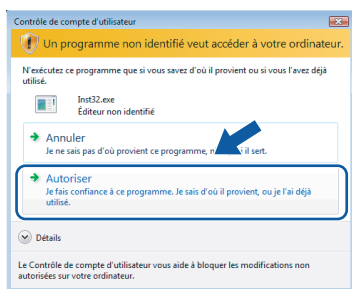 Contrôle de compte d'utilisateur
Un programme non identifié veut accéder à votre ordinateur.
N'exécutez ce programme que si vous savez d'où il provient ou si vous l'avez déjà
utilisé.
Inst32.exe
Éditeur non identifié
Annuler
Je ne sais pas d'où provient ce programme, i il sert.
Autoriser
Je fais confiance à ce programme. Je sais d'où il provient, ou je l'ai déjà
utilisé.
Détails
Le Contrôle de compte d'utilisateur vous aide à bloquer les modifications non
autorisées sur votre ordinateur.